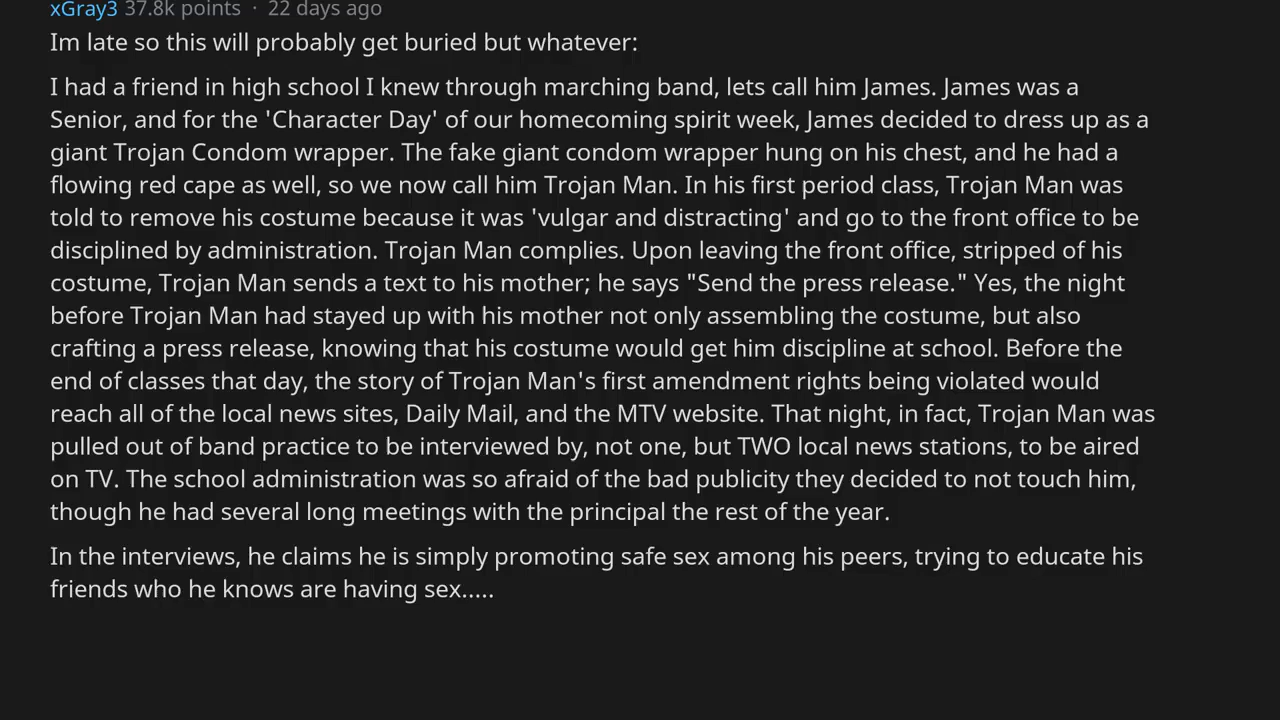 xGray3 37.8k points · 22 days ago
Im late so this will probably get buried but whatever:
I had a friend in high school I knew through marching band, lets call him James. James was a
Senior, and for the 'Character Day' of our homecoming spirit week, James decided to dress up as a
giant Trojan Condom wrapper. The fake giant condom wrapper hung on his chest, and he had a
flowing red cape as well, so we now call him Trojan Man. In his first period class, Trojan Man was
told to remove his costume because it was 'vulgar and distracting' and go to the front office to be
disciplined by administration. Trojan Man complies. Upon leaving the front office, stripped of his
costume, Trojan Man sends a text to his mother; he says "Send the press release." Yes, the night
before Trojan Man had stayed up with his mother not only assembling the costume, but also
crafting a press release, knowing that his costume would get him discipline at school. Before the
end of classes that day, the story of Trojan Man's first amendment rights being violated would
reach all of the local news sites, Daily Mail, and the MTV website. That night, in fact, Trojan Man was
pulled out of band practice to be interviewed by, not one, but TWO local news stations, to be aired
on TV. The school administration was so afraid of the bad publicity they decided to not touch him,
though he had several long meetings with the principal the rest of the year.
In the interviews, he claims he is simply promoting safe sex among his peers, trying to educate his
friends who he knows are having sex.....